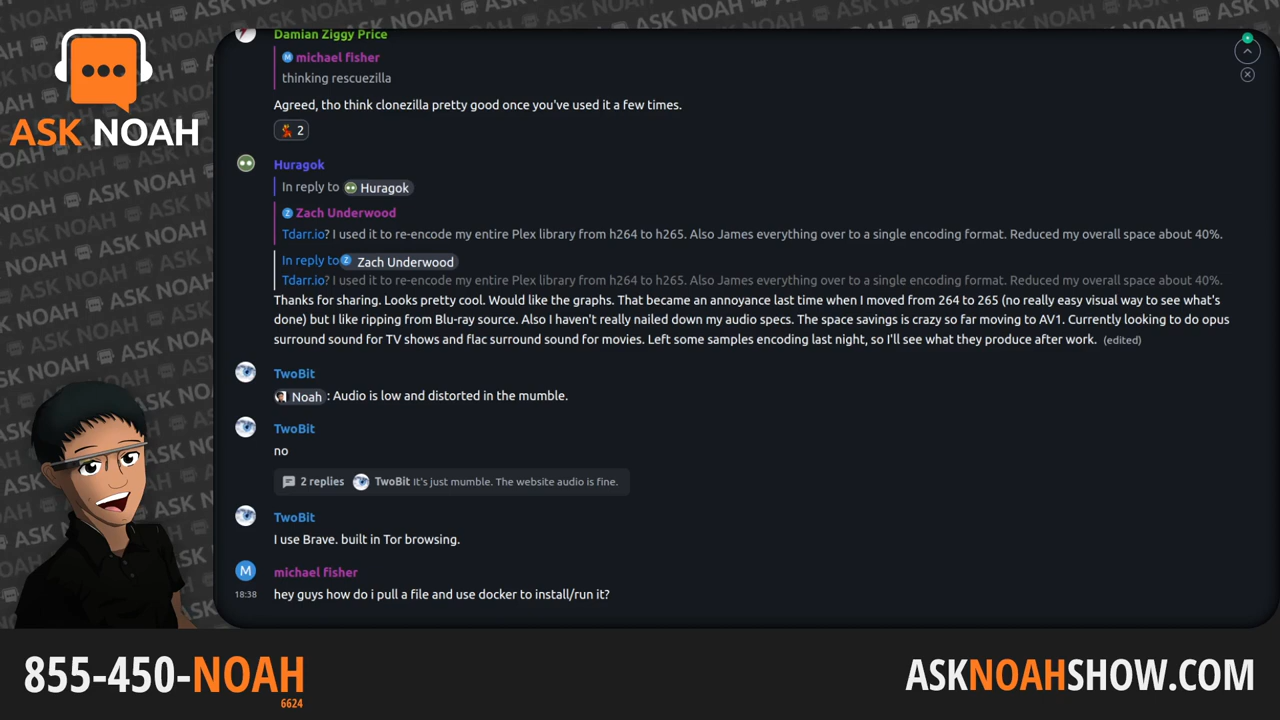 ASK NOAH
Damian Ziggy Price
M michael fisher
thinking rescuezilla
Agreed, tho think clonezilla pretty good once you've used it a few times.
2
Huragok
In reply to Huragok
Z Zach Underwood
Tdarr.io? I used it to re-encode my entire Plex library from h264 to h265. Also James everything over to a single encoding format. Reduced my overall space about 40%.
In reply to Z Zach Underwood
Tdarr.io? I used it to re-encode my entire Plex library from h264 to h265. Also James everything over to a single encoding format. Reduced my overall space about 40%.
Thanks for sharing. Looks pretty cool. Would like the graphs. That became an annoyance last time when I moved from 264 to 265 (no really easy visual way to see what's
done) but I like ripping from Blu-ray source. Also I haven't really nailed down my audio specs. The space savings is crazy so far moving to AV1. Currently looking to do opus
surround sound for TV shows and flac surround sound for movies. Left some samples encoding last night, so I'll see what they produce after work. (edited)
TwoBit
Noah : Audio is low and distorted in the mumble.
TwoBit
no
2 replies TwoBit It's just mumble. The website audio is fine.
TwoBit
I use Brave. built in Tor browsing.
M michael fisher
18:38 hey guys how do i pull a file and use docker to install/run it?
855-450-NOAH
6624
ASKNOAHSHOW.COM